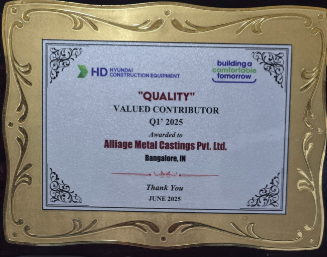 HD HYUNDAI
CONSTRUCTION EQUIPMENT
building a
comfortable
tomorrow
"QUALITY"
VALUED CONTRIBUTOR
Q1' 2025
Awarded to
Alliage Metal Castings Pvt. Ltd.
Bangalore, IN
Thank You
JUNE 2025